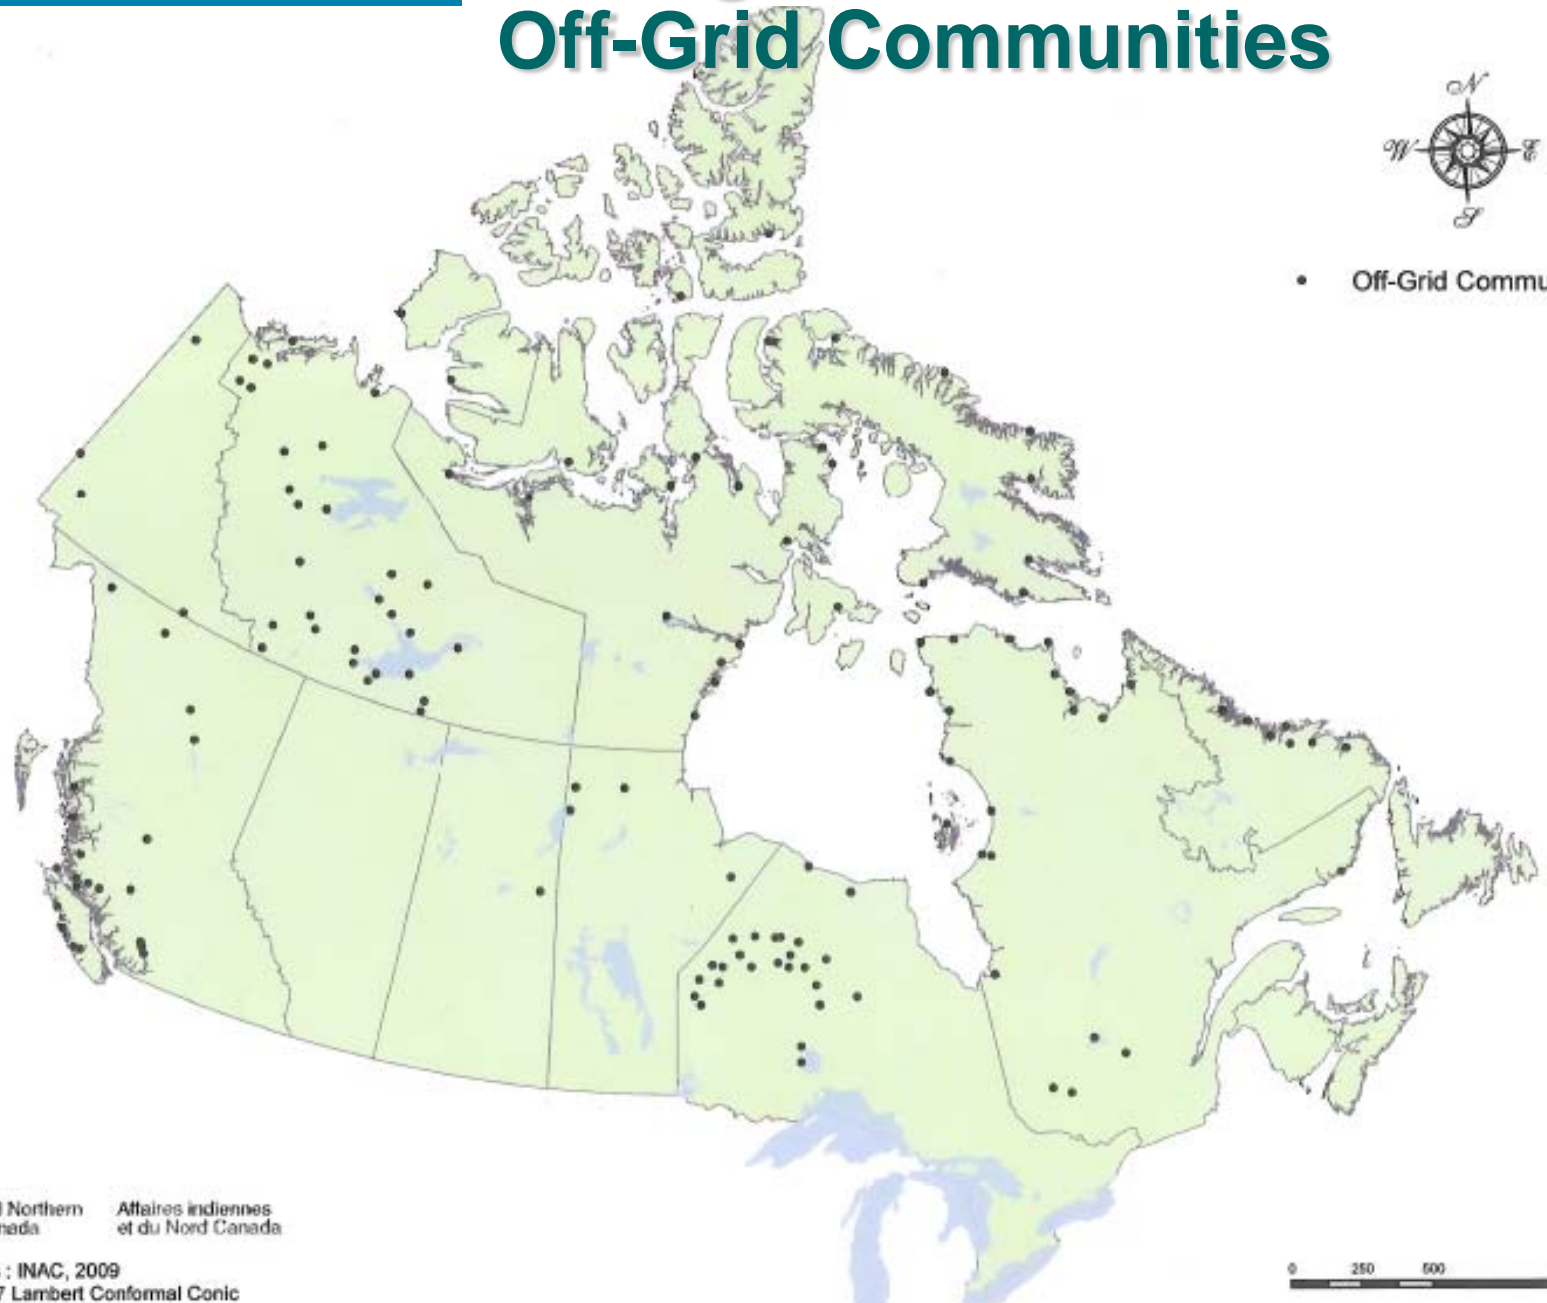 Off-Grid Communities
N
W
E
S
Off-Grid Commu
Northern
nada
Affaires indiennes
et du Nord Canada
: INAC, 2009
7 Lambert Conformal Conic
0 250 500